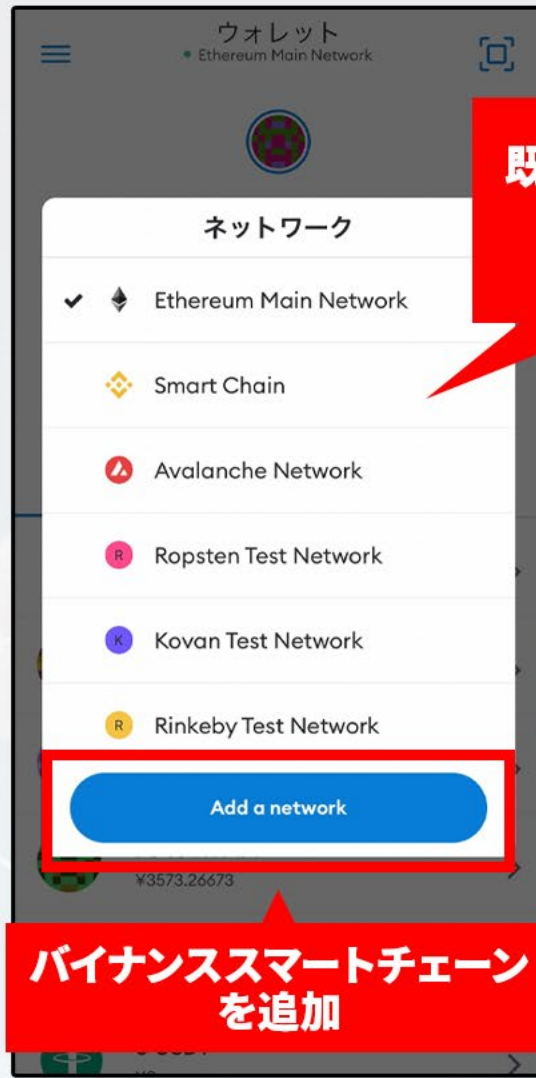 ウォレット
Ethereum Main Network
既
ネットワーク
Ethereum Main Network
Smart Chain
Avalanche Network
R Ropsten Test Network
K Kovan Test Network
R Rinkeby Test Network
Add a network
¥3573.26673
バイナンススマートチェーン
を追加